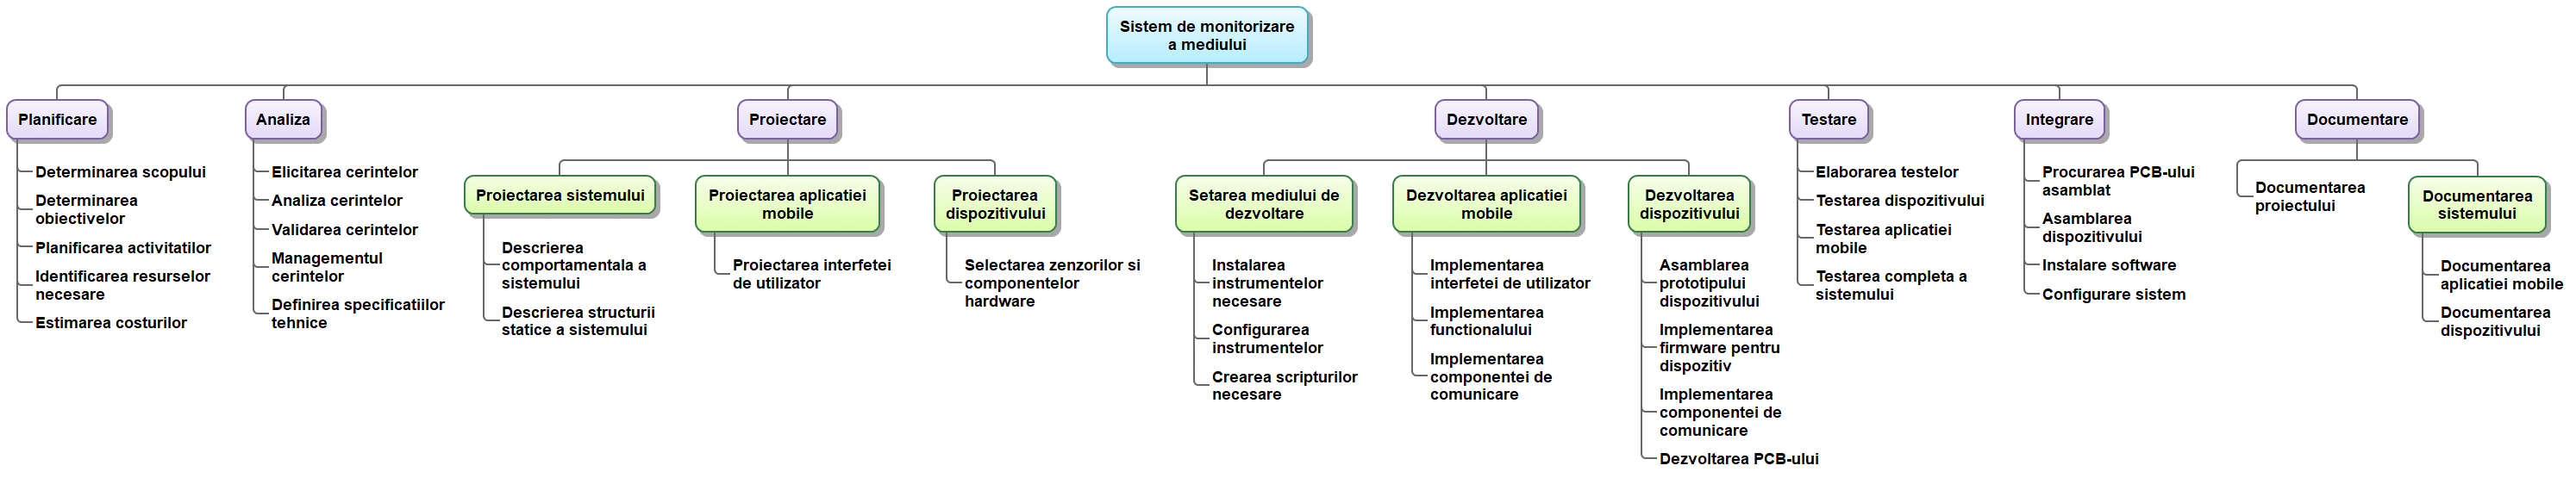 Sistem de monitorizare
a mediului
Planificare
Determinarea scopului
Determinarea
obiectivelor
Planificarea activitatilor
Identificarea resurselor
necesare
Estimarea costurilor
Analiza
Elicitarea cerintelor
Analiza cerintelor
Validarea cerintelor
Managementul
cerintelor
Definirea specificatiilor
tehnice
Proiectare
Proiectarea sistemului
Descrierea
comportamentala a
sistemului
Descrierea structurii
statice a sistemului
Proiectarea aplicatiei
mobile
Proiectarea interfetei
de utilizator
Proiectarea
dispozitivului
Selectarea zenzorilor si
componentelor
hardware
Dezvoltare
Setarea mediului de
dezvoltare
Instalarea
instrumentelor
necesare
Configurarea
instrumentelor
Crearea scripturilor
necesare
Dezvoltarea aplicatiei
mobile
Implementarea
interfetei de utilizator
Implementarea
functionalului
Implementarea
componentei de
comunicare
Dezvoltarea
dispozitivului
Asamblarea
prototipului
dispozitivului
Implementarea
firmware pentru
dispozitiv
Implementarea
componentei de
comunicare
Dezvoltarea PCB-ului
Testare
Elaborarea testelor
Testarea dispozitivului
Testarea aplicatiei
mobile
Testarea completa a
sistemului
Integrare
Procurarea PCB-ului
asamblat
Asamblarea
dispozitivului
Instalare software
Configurare sistem
Documentare
Documentarea
proiectului
Documentarea
sistemului
Documentarea
aplicatiei mobile
Documentarea
dispozitivului